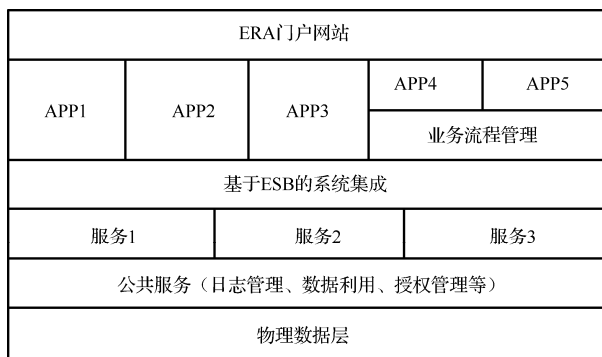 ERA门户网站
APP1
APP2
APP3
APP4
APP5
业务流程管理
基于ESB的系统集成
服务1
服务2
服务3
公共服务（日志管理、数据利用、授权管理等）
物理数据层